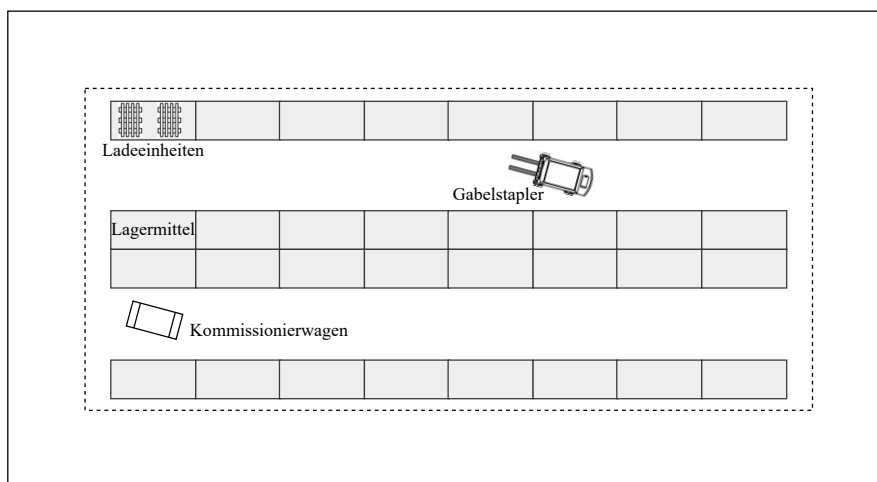 Ladeeinheiten
Gabelstapler
Lagermittel
Kommissionierwagen